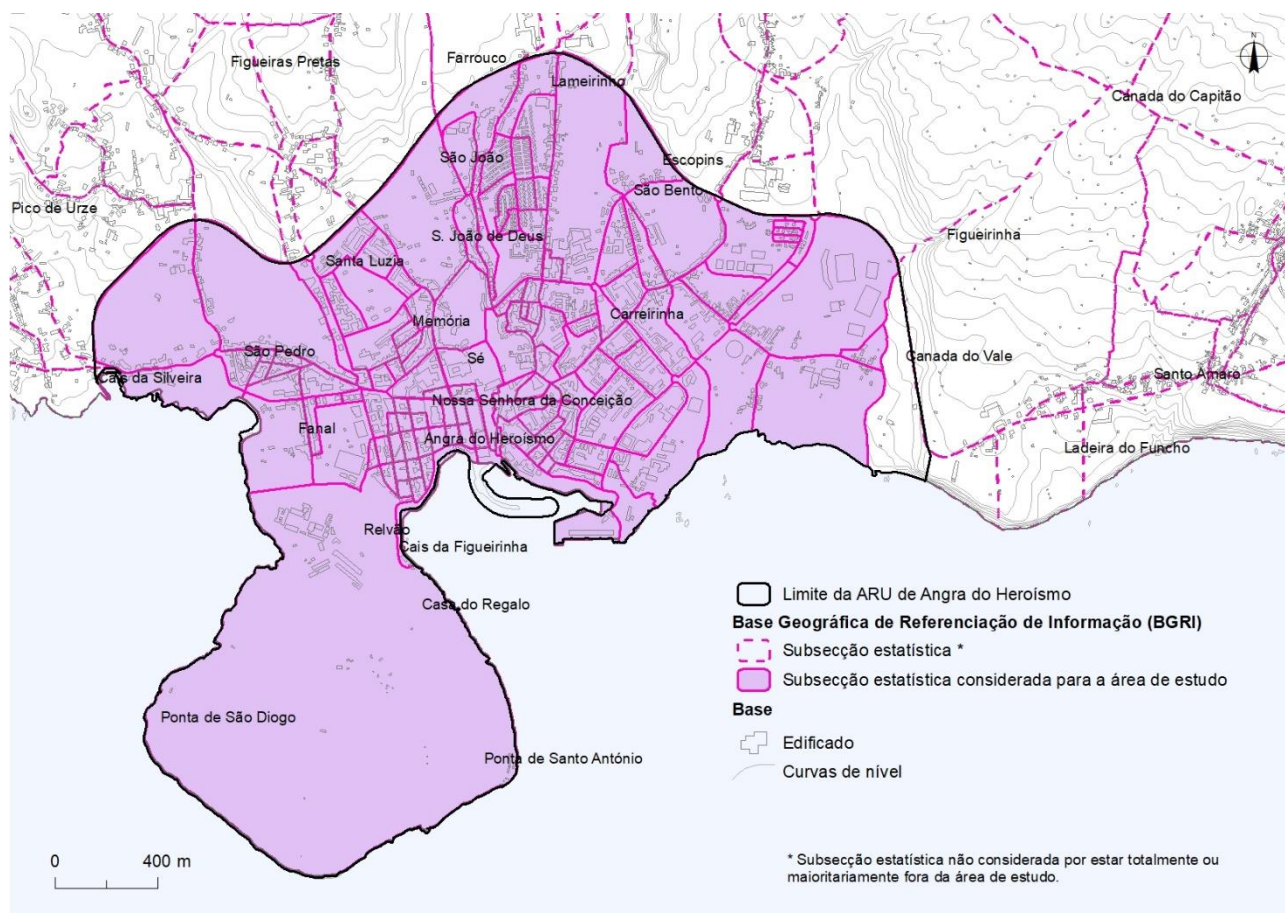 Farrouco
Figueiras Pretas
Lameirinho
N
Canada do Capitão
São João
Escopins
São Bento
Pico de Urze
S. João de Deus
Figueirinha
Santa Luzia
Memória
Carreirinha
São Pedro
Sé
Canada do Vale
Cais da Silveira
Santo Amaro
Nossa Senhora da Conceição
Fanal
Angra do Heroísmo
Ladeira do Funcho
Relvão
Cais da Figueirinha
Casa do Regalo
Ponta de São Diogo
Ponta de Santo António
Limite da ARU de Angra do Heroísmo
Base Geográfica de Referenciação de Informação (BGRI)
Subsecção estatística *
Subsecção estatística considerada para a área de estudo
Base
Edificado
Curvas de nível
0 400 m
* Subsecção estatística não considerada por estar totalmente ou
maioritariamente fora da área de estudo.